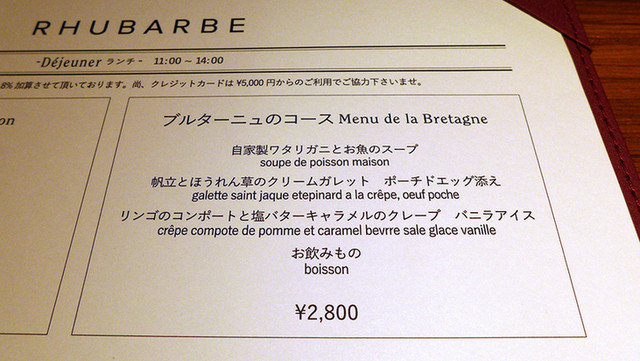 RHUBARBE
-Déjeuner ランチ- 11:00 ~ 14:00
8%加算させて頂いております。尚、クレジットカードは¥5,000円からのご利用でご協力下さいませ。
on
ブルターニュのコース Menu de la Bretagne
自家製ワタリガニとお魚のスープ
soupe de poisson maison
帆立とほうれん草のクリームガレット ポーチドエッグ添え
galette saint jaque etepinard a la crêpe, oeuf poche
リンゴのコンポートと塩バターキャラメルのクレープ バニラアイス
crêpe compote de pomme et caramel bevrre sale glace vanille
お飲みもの
boisson
¥2,800